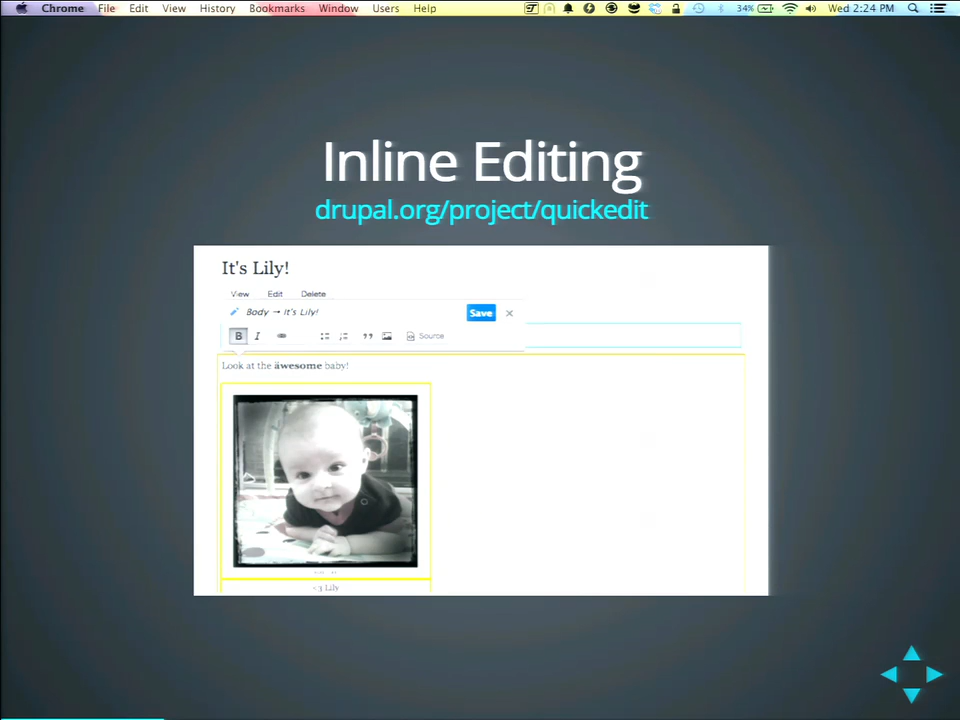 Chrome File Edit View History Bookmarks Window Users Help 34% Wed 2:24 PM
Inline Editing
drupal.org/project/quickedit
It's Lily!
View Edit Delete
Body → It's Lily!
Save
B I
Source
Look at the awesome baby!
<3 Lily